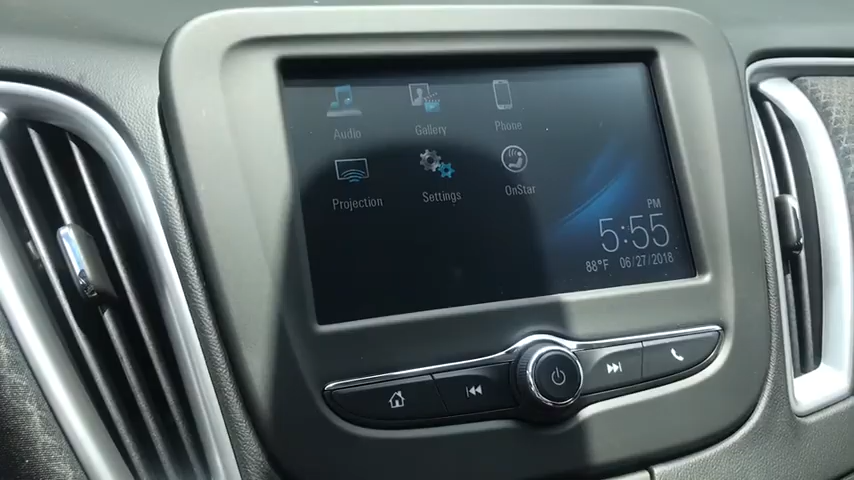 Audio Gallery Phone
Projection Settings OnStar
PM
5:55
88°F 06/27/2018